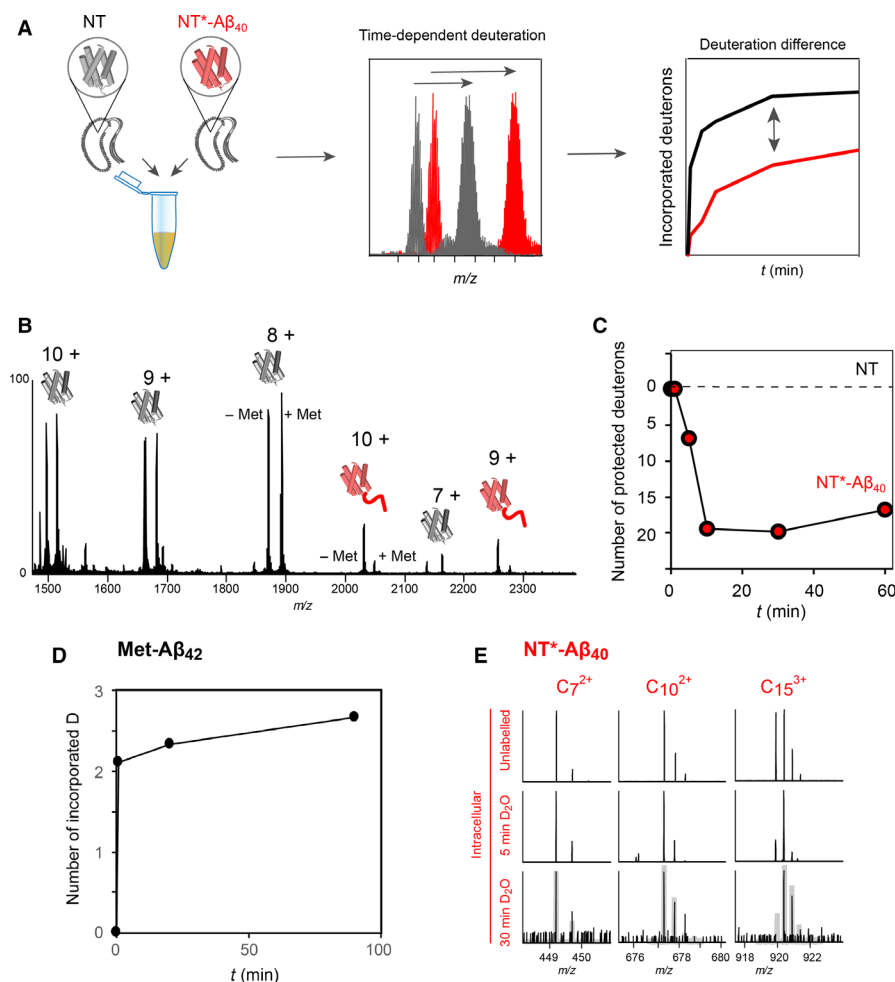 A
NT
NT*-Aβ40
Time-dependent deuteration
m/z
Deuteration difference
Incorporated deuterons
t (min)
B
10 +
9 +
8 +
– Met
+ Met
10 +
– Met
+ Met
7 +
9 +
100
0
1500
1600
1700
1800
1900
2000
2100
2200
2300
m/z
C
NT
NT*-Aβ40
Number of protected deuterons
0
5
10
15
20
0
20
40
60
t (min)
D
Met-Aβ42
Number of incorporated D
3
2
1
0
0
50
100
t (min)
E
NT*-Aβ40
C7 2+
C10 2+
C15 3+
Intracellular
Unlabelled
5 min D2O
30 min D2O
449
450
676
678
680
918
920
922
m/z
m/z
m/z